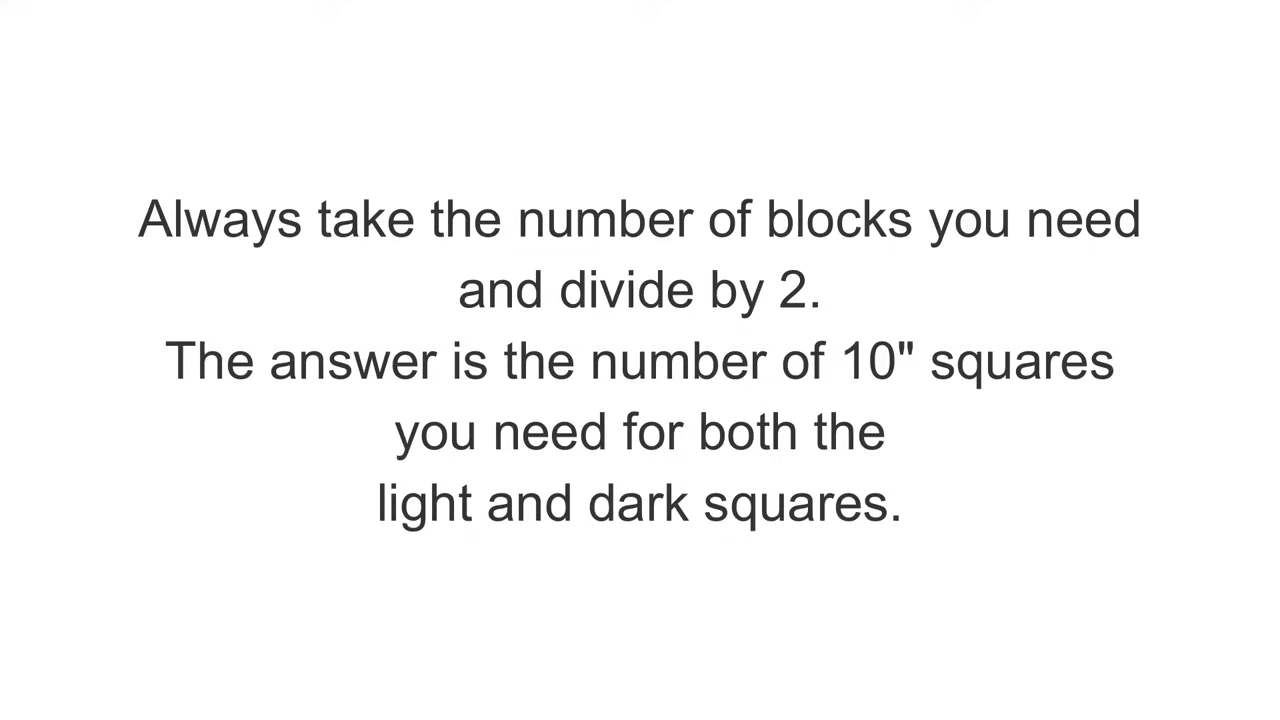 Always take the number of blocks you need
and divide by 2.
The answer is the number of 10" squares
you need for both the
light and dark squares.